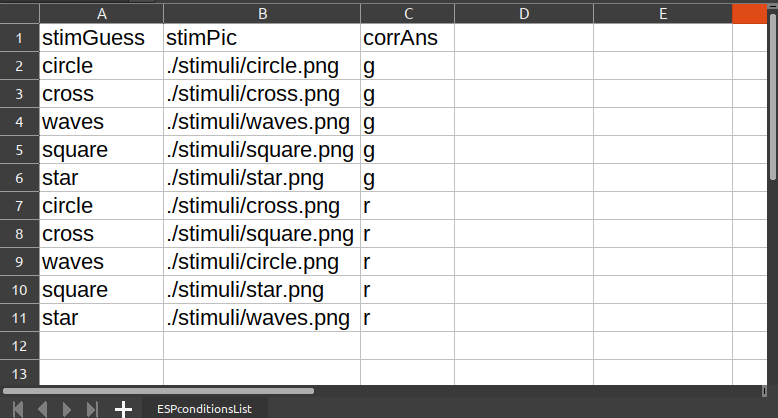 A B C D E
1 stimGuess stimPic corrAns
2 circle ./stimuli/circle.png g
3 cross ./stimuli/cross.png g
4 waves ./stimuli/waves.png g
5 square ./stimuli/square.png g
6 star ./stimuli/star.png g
7 circle ./stimuli/cross.png r
8 cross ./stimuli/square.png r
9 waves ./stimuli/circle.png r
10 square ./stimuli/star.png r
11 star ./stimuli/waves.png r
12
13
ESPconditionsList